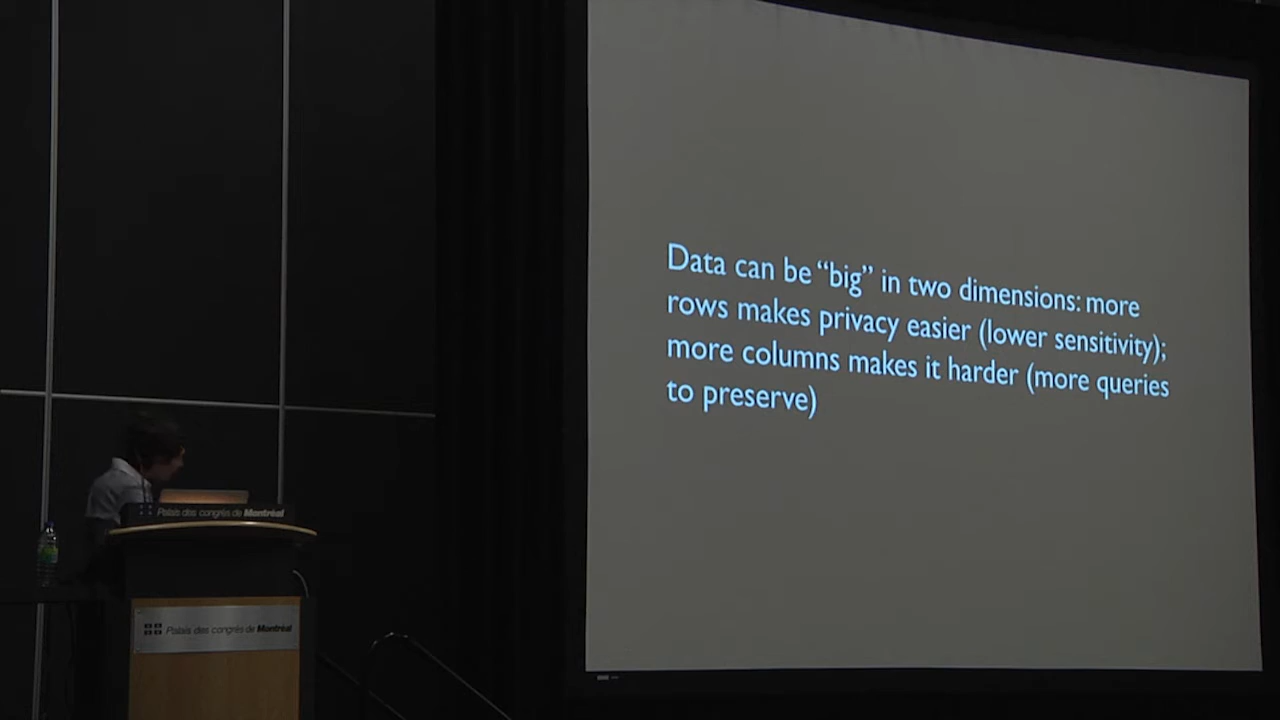 Data can be “big” in two dimensions: more
rows makes privacy easier (lower sensitivity);
more columns makes it harder (more queries
to preserve)
Palais des congrès de Montréal
Palais des congrès de Montréal